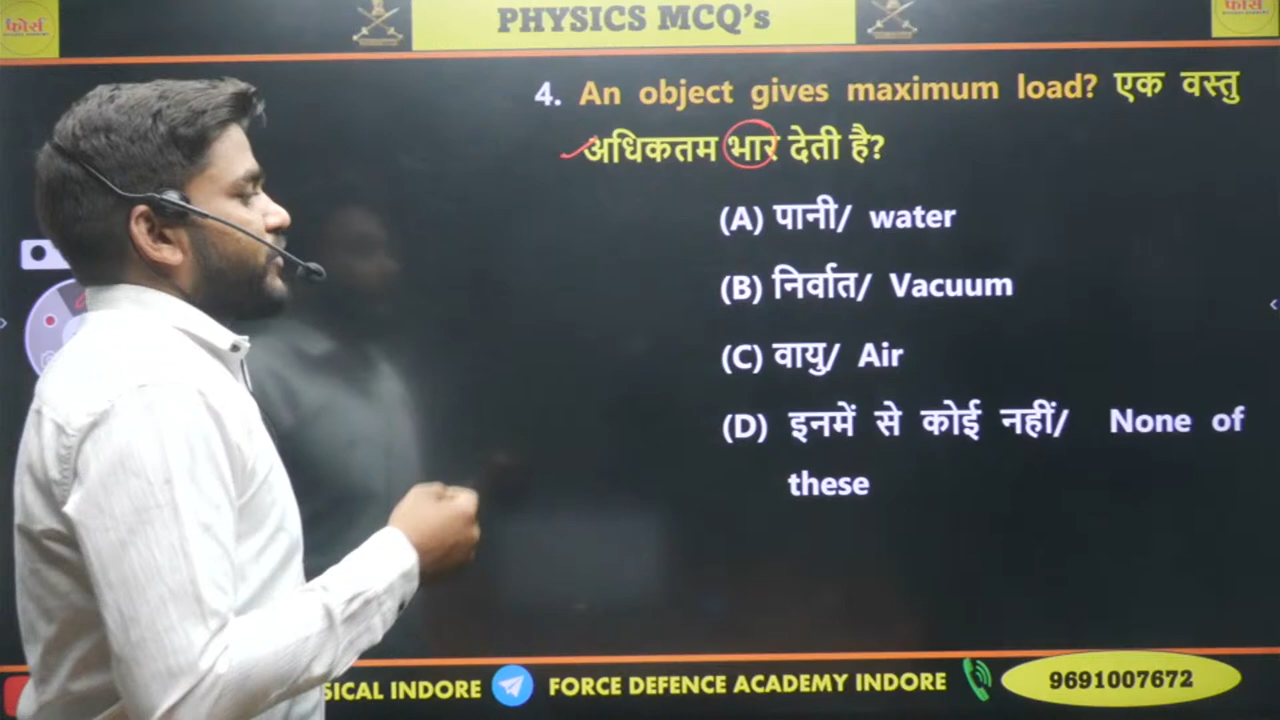 फोर्स
PHYSICS MCQ's
फोर्स
4. An object gives maximum load? एक वस्तु
अधिकतम भार देती है?
(A) पानी/ water
(B) निर्वात/ Vacuum
(C) वायु/ Air
(D) इनमें से कोई नहीं/ None of
these
SICAL INDORE FORCE DEFENCE ACADEMY INDORE 9691007672